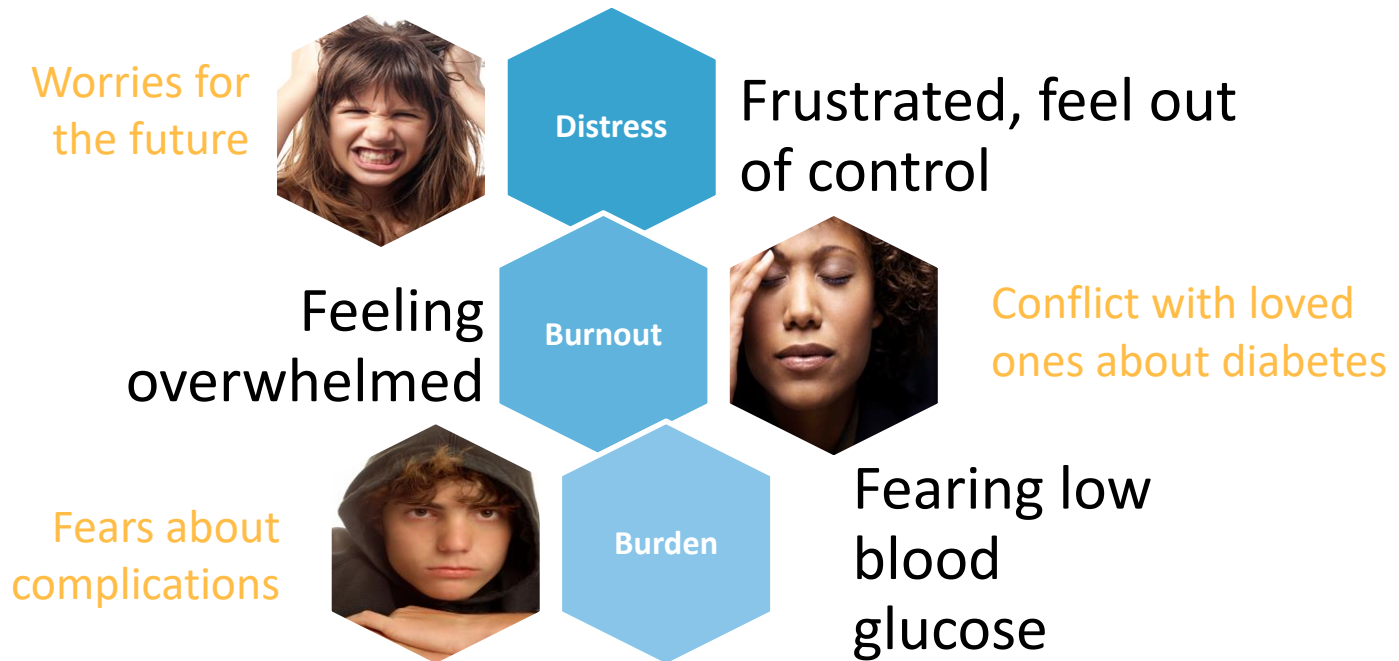 Worries for
the future
Distress
Frustrated, feel out
of control
Feeling
overwhelmed
Burnout
Conflict with loved
ones about diabetes
Fears about
complications
Burden
Fearing low
blood
glucose